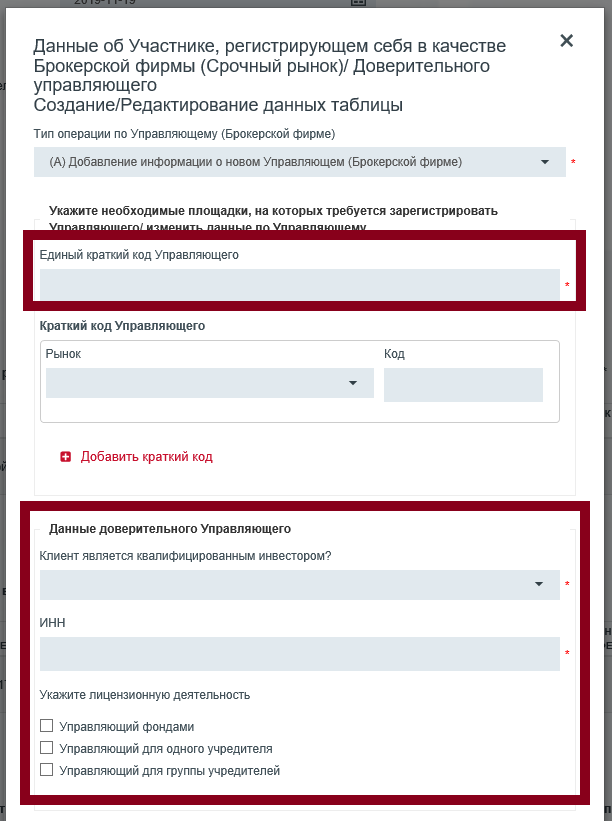 2019-11-19
Данные об Участнике, регистрирующем себя в качестве
Брокерской фирмы (Срочный рынок)/ Доверительного
управляющего
Создание/Редактирование данных таблицы
Тип операции по Управляющему (Брокерской фирме)
(А) Добавление информации о новом Управляющем (Брокерской фирме)
*
Укажите необходимые площадки, на которых требуется зарегистрировать
Управляющего/ изменить данные по Управляющему
Единый краткий код Управляющего
*
Краткий код Управляющего
Рынок
Код
Добавить краткий код
Данные доверительного Управляющего
Клиент является квалифицированным инвестором?
*
ИНН
*
Укажите лицензионную деятельность
Управляющий фондами
Управляющий для одного учредителя
Управляющий для группы учредителей